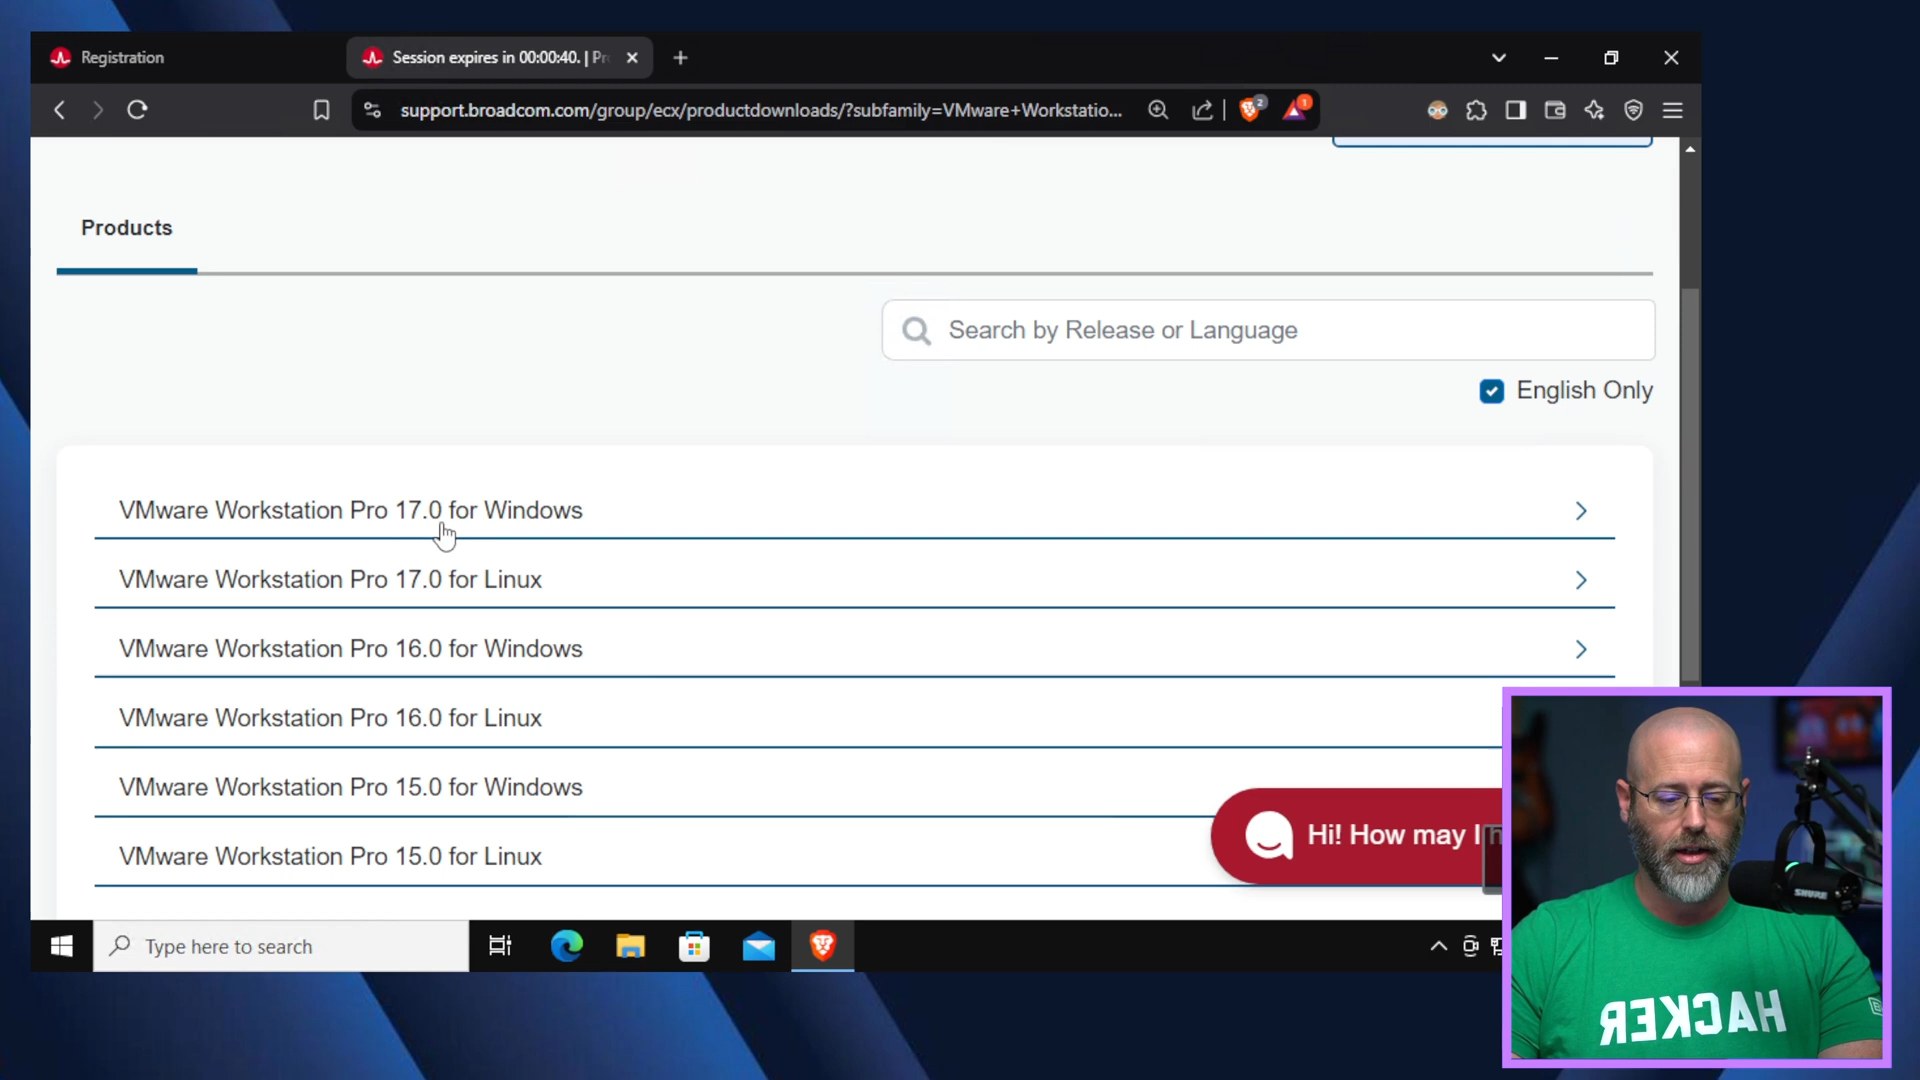 Registration
Session expires in 00:00:40. | Pr
support.broadcom.com/group/ecx/productdownloads/?subfamily=VMware+Workstatio...
2
1
Products
Search by Release or Language
English Only
VMware Workstation Pro 17.0 for Windows
VMware Workstation Pro 17.0 for Linux
VMware Workstation Pro 16.0 for Windows
VMware Workstation Pro 16.0 for Linux
VMware Workstation Pro 15.0 for Windows
VMware Workstation Pro 15.0 for Linux
Hi! How may I
SHURE
HACKER
Type here to search